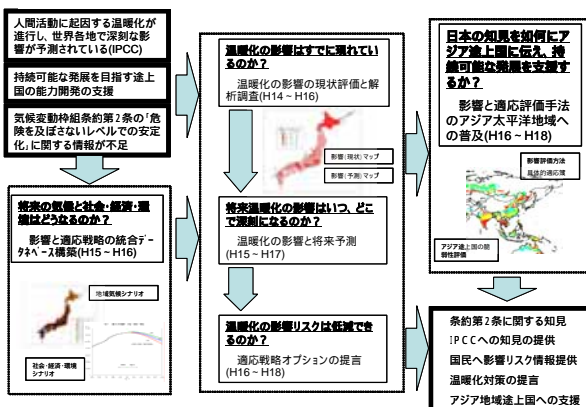 人間活動に起因する温暖化が
進行し、世界各地で深刻な影
響が予測されている(IPCC)
持続可能な発展を目指す途上
国の能力開発の支援
気候変動枠組条約第2条の「危
険を及ぼさないレベルでの安定
化」に関する情報が不足
将来の気候と社会・経済・環
境はどうなるのか？
影響と適応戦略の統合データベース構築(H15～H16)
地域気候シナリオ
社会・経済・環境
シナリオ
温暖化の影響はすでに現れてい
るのか？
温暖化の影響の現状評価と解
析調査(H14～H16)
影響(現状)マップ
影響(予測)マップ
将来温暖化の影響はいつ、どこ
で深刻になるのか？
温暖化の影響と将来予測
(H15～H17)
温暖化の影響リスクは低減でき
るのか？
適応戦略オプションの提言
(H16～H18)
日本の知見を如何にア
ジア途上国に伝え、持
続可能な発展を支援す
るか？
影響と適応評価手法
のアジア太平洋地域へ
の普及(H16～H18)
影響評価方法
具体的適応策
アジア途上国の脆
弱性評価
条約第2条に関する知見
IPCCへの知見の提供
国民へ影響リスク情報提供
温暖化対策の提言
アジア地域途上国への支援